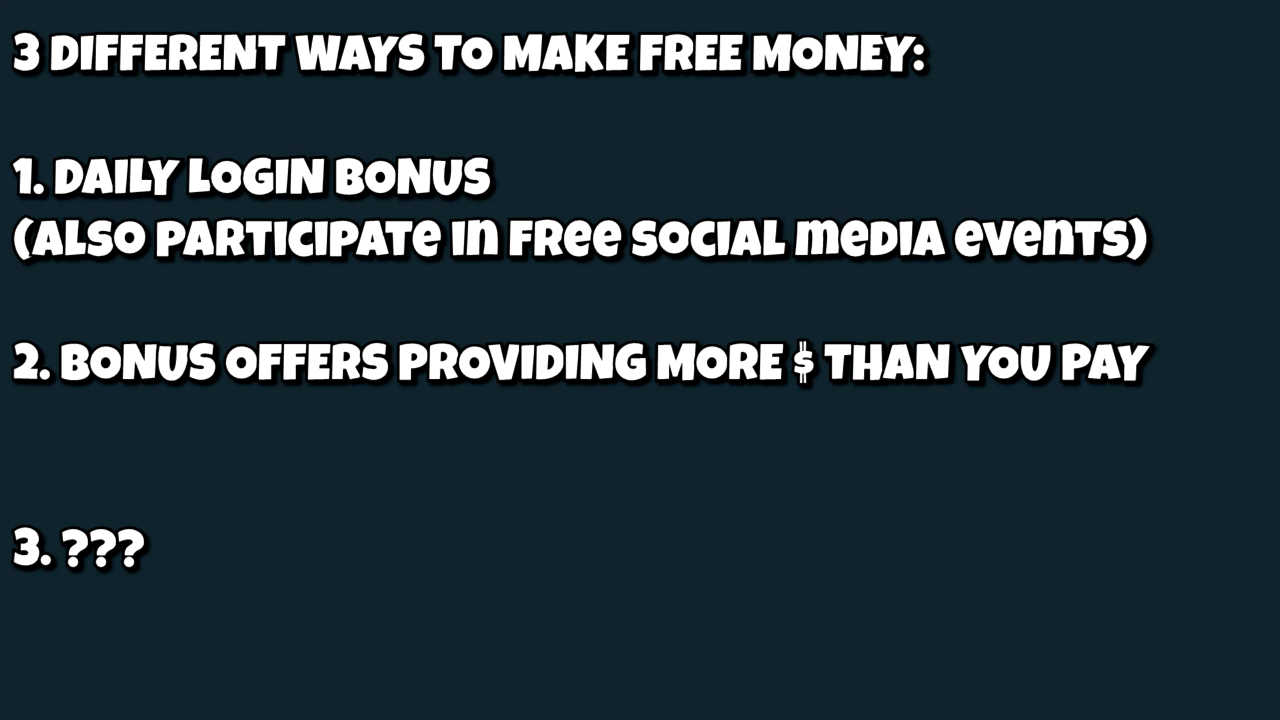 3 DIFFERENT WAYS TO MAKE FREE MONEY:
1. DAILY LOGIN BONUS
(ALSO PARTICIPATE IN FREE SOCIAL MEDIA EVENTS)
2. BONUS OFFERS PROVIDING MORE $ THAN YOU PAY
3. ???